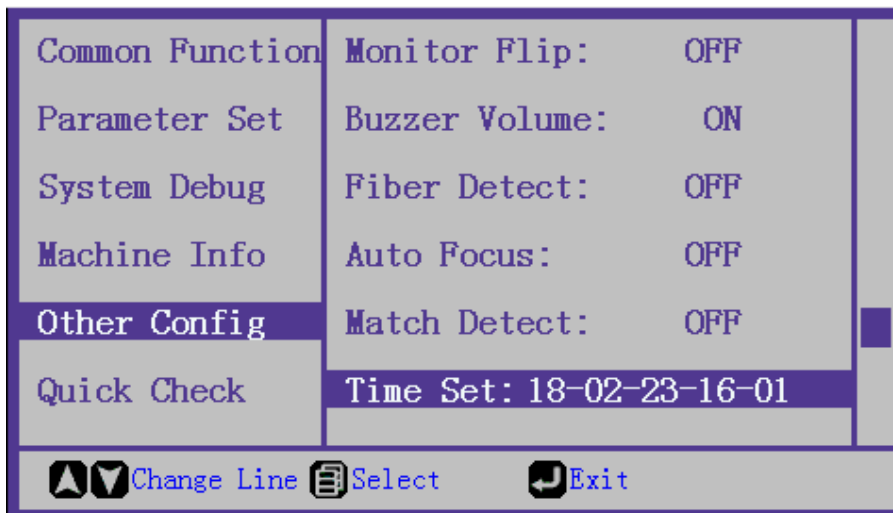 Common Function
Parameter Set
System Debug
Machine Info
Other Config
Quick Check
Monitor Flip: OFF
Buzzer Volume: ON
Fiber Detect: OFF
Auto Focus: OFF
Match Detect: OFF
Time Set: 18-02-23-16-01
Change Line Select Exit